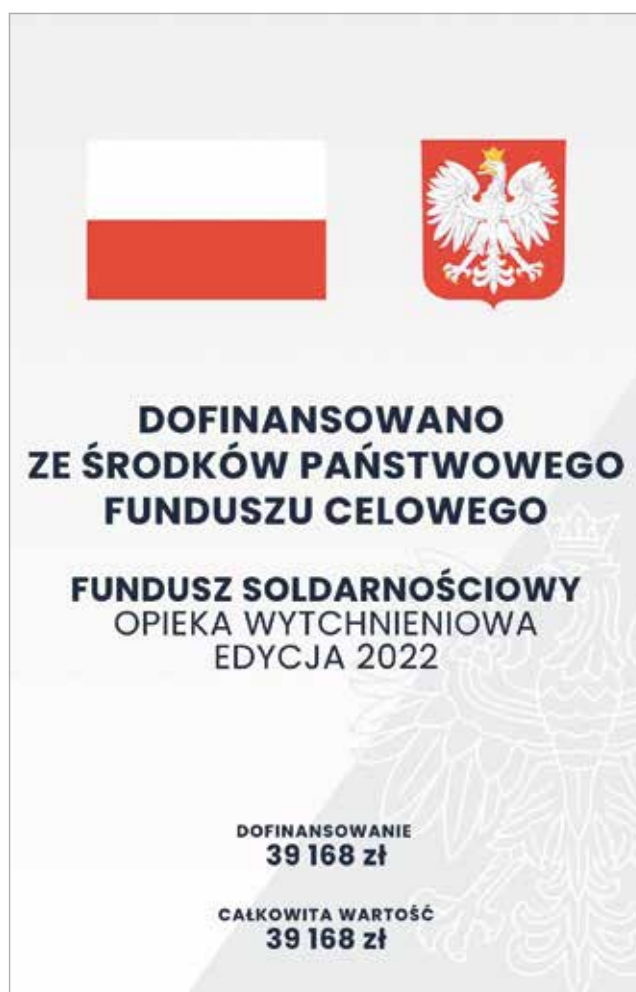 DOFINANSOWANO
ZE ŚRODKÓW PAŃSTWOWEGO
FUNDUSZU CELOWEGO
FUNDUSZ SOLDARNOŚCIOWY
OPIEKA WYTCHNIENIOWA
EDYCJA 2022
DOFINANSOWANIE
39 168 zł
CAŁKOWITA WARTOŚĆ
39 168 zł